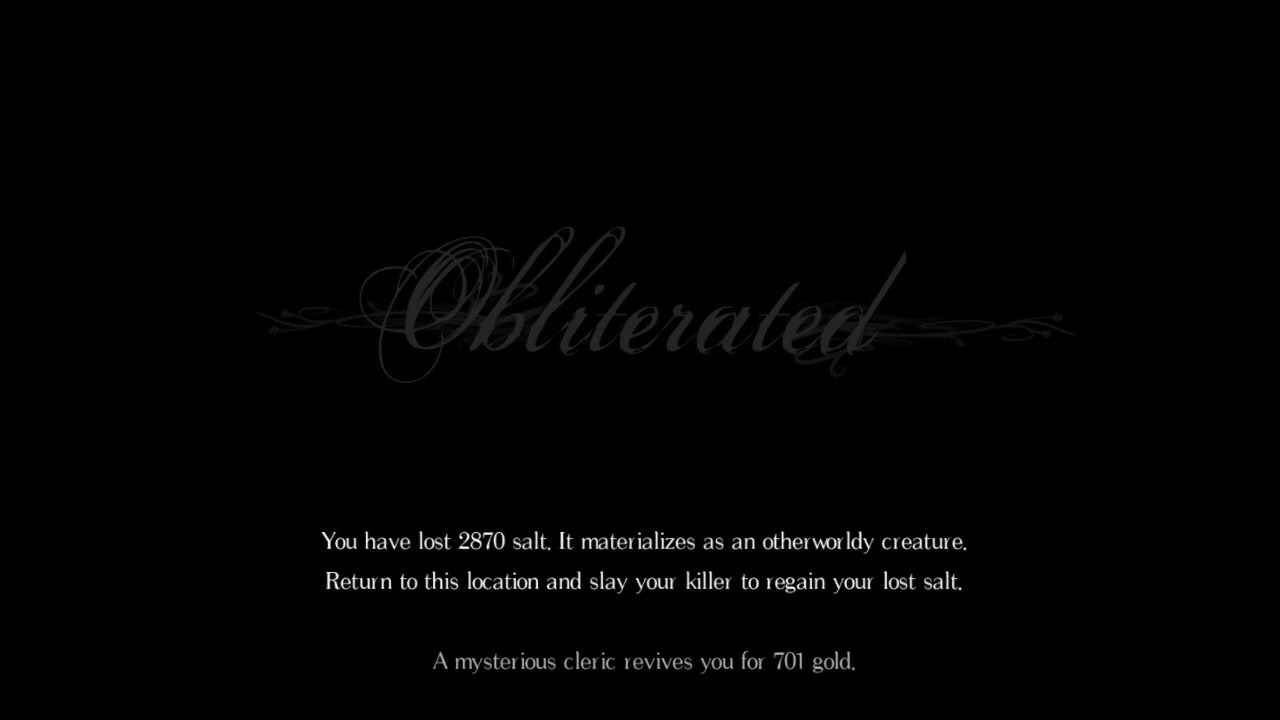 Obliterated
You have lost 2870 salt. It materializes as an otherworldy creature.
Return to this location and slay your killer to regain your lost salt.
A mysterious cleric revives you for 701 gold.